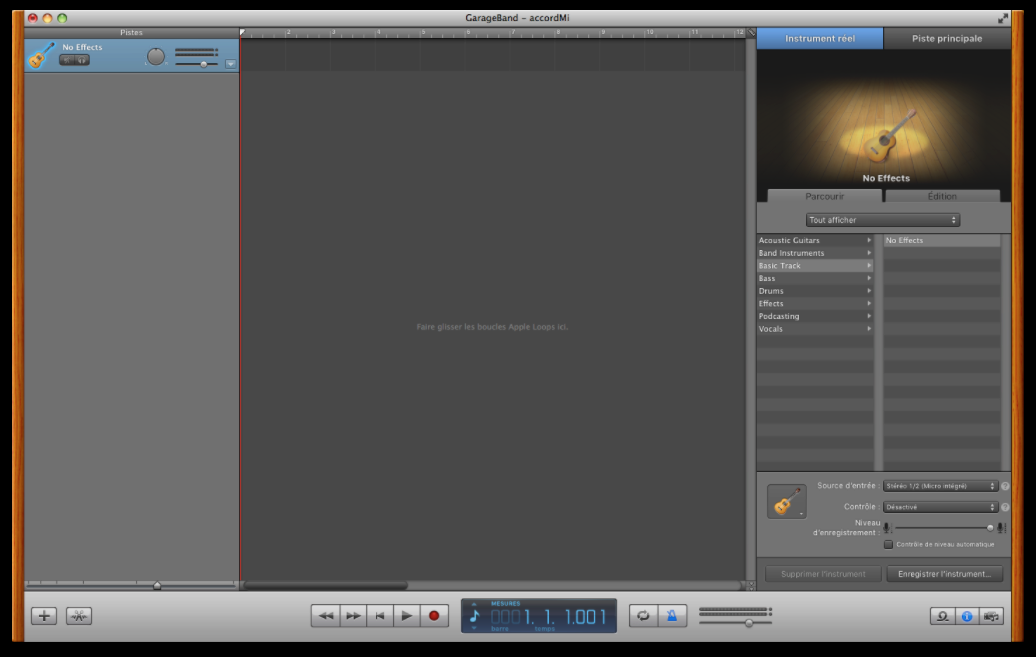 GarageBand - accordMi
Pistes
2 3 4 5 6 7 8 9 10 11 12
Instrument réel
Piste principale
No Effects
No Effects
Parcourir
Édition
Tout afficher
Acoustic Guitars
No Effects
Band Instruments
Basic Track
Bass
Drums
Effects
Podcasting
Vocals
Faire glisser les boucles Apple Loops ici.
Source d'entrée :
Stéréo 1/2 (Micro intégré)
Contrôle :
Désactivé
Niveau
d'enregistrement :
Contrôle de niveau automatique
Supprimer l'instrument
Enregistrer l'instrument...
MESURES
0001. 1. 1.001
barre temps